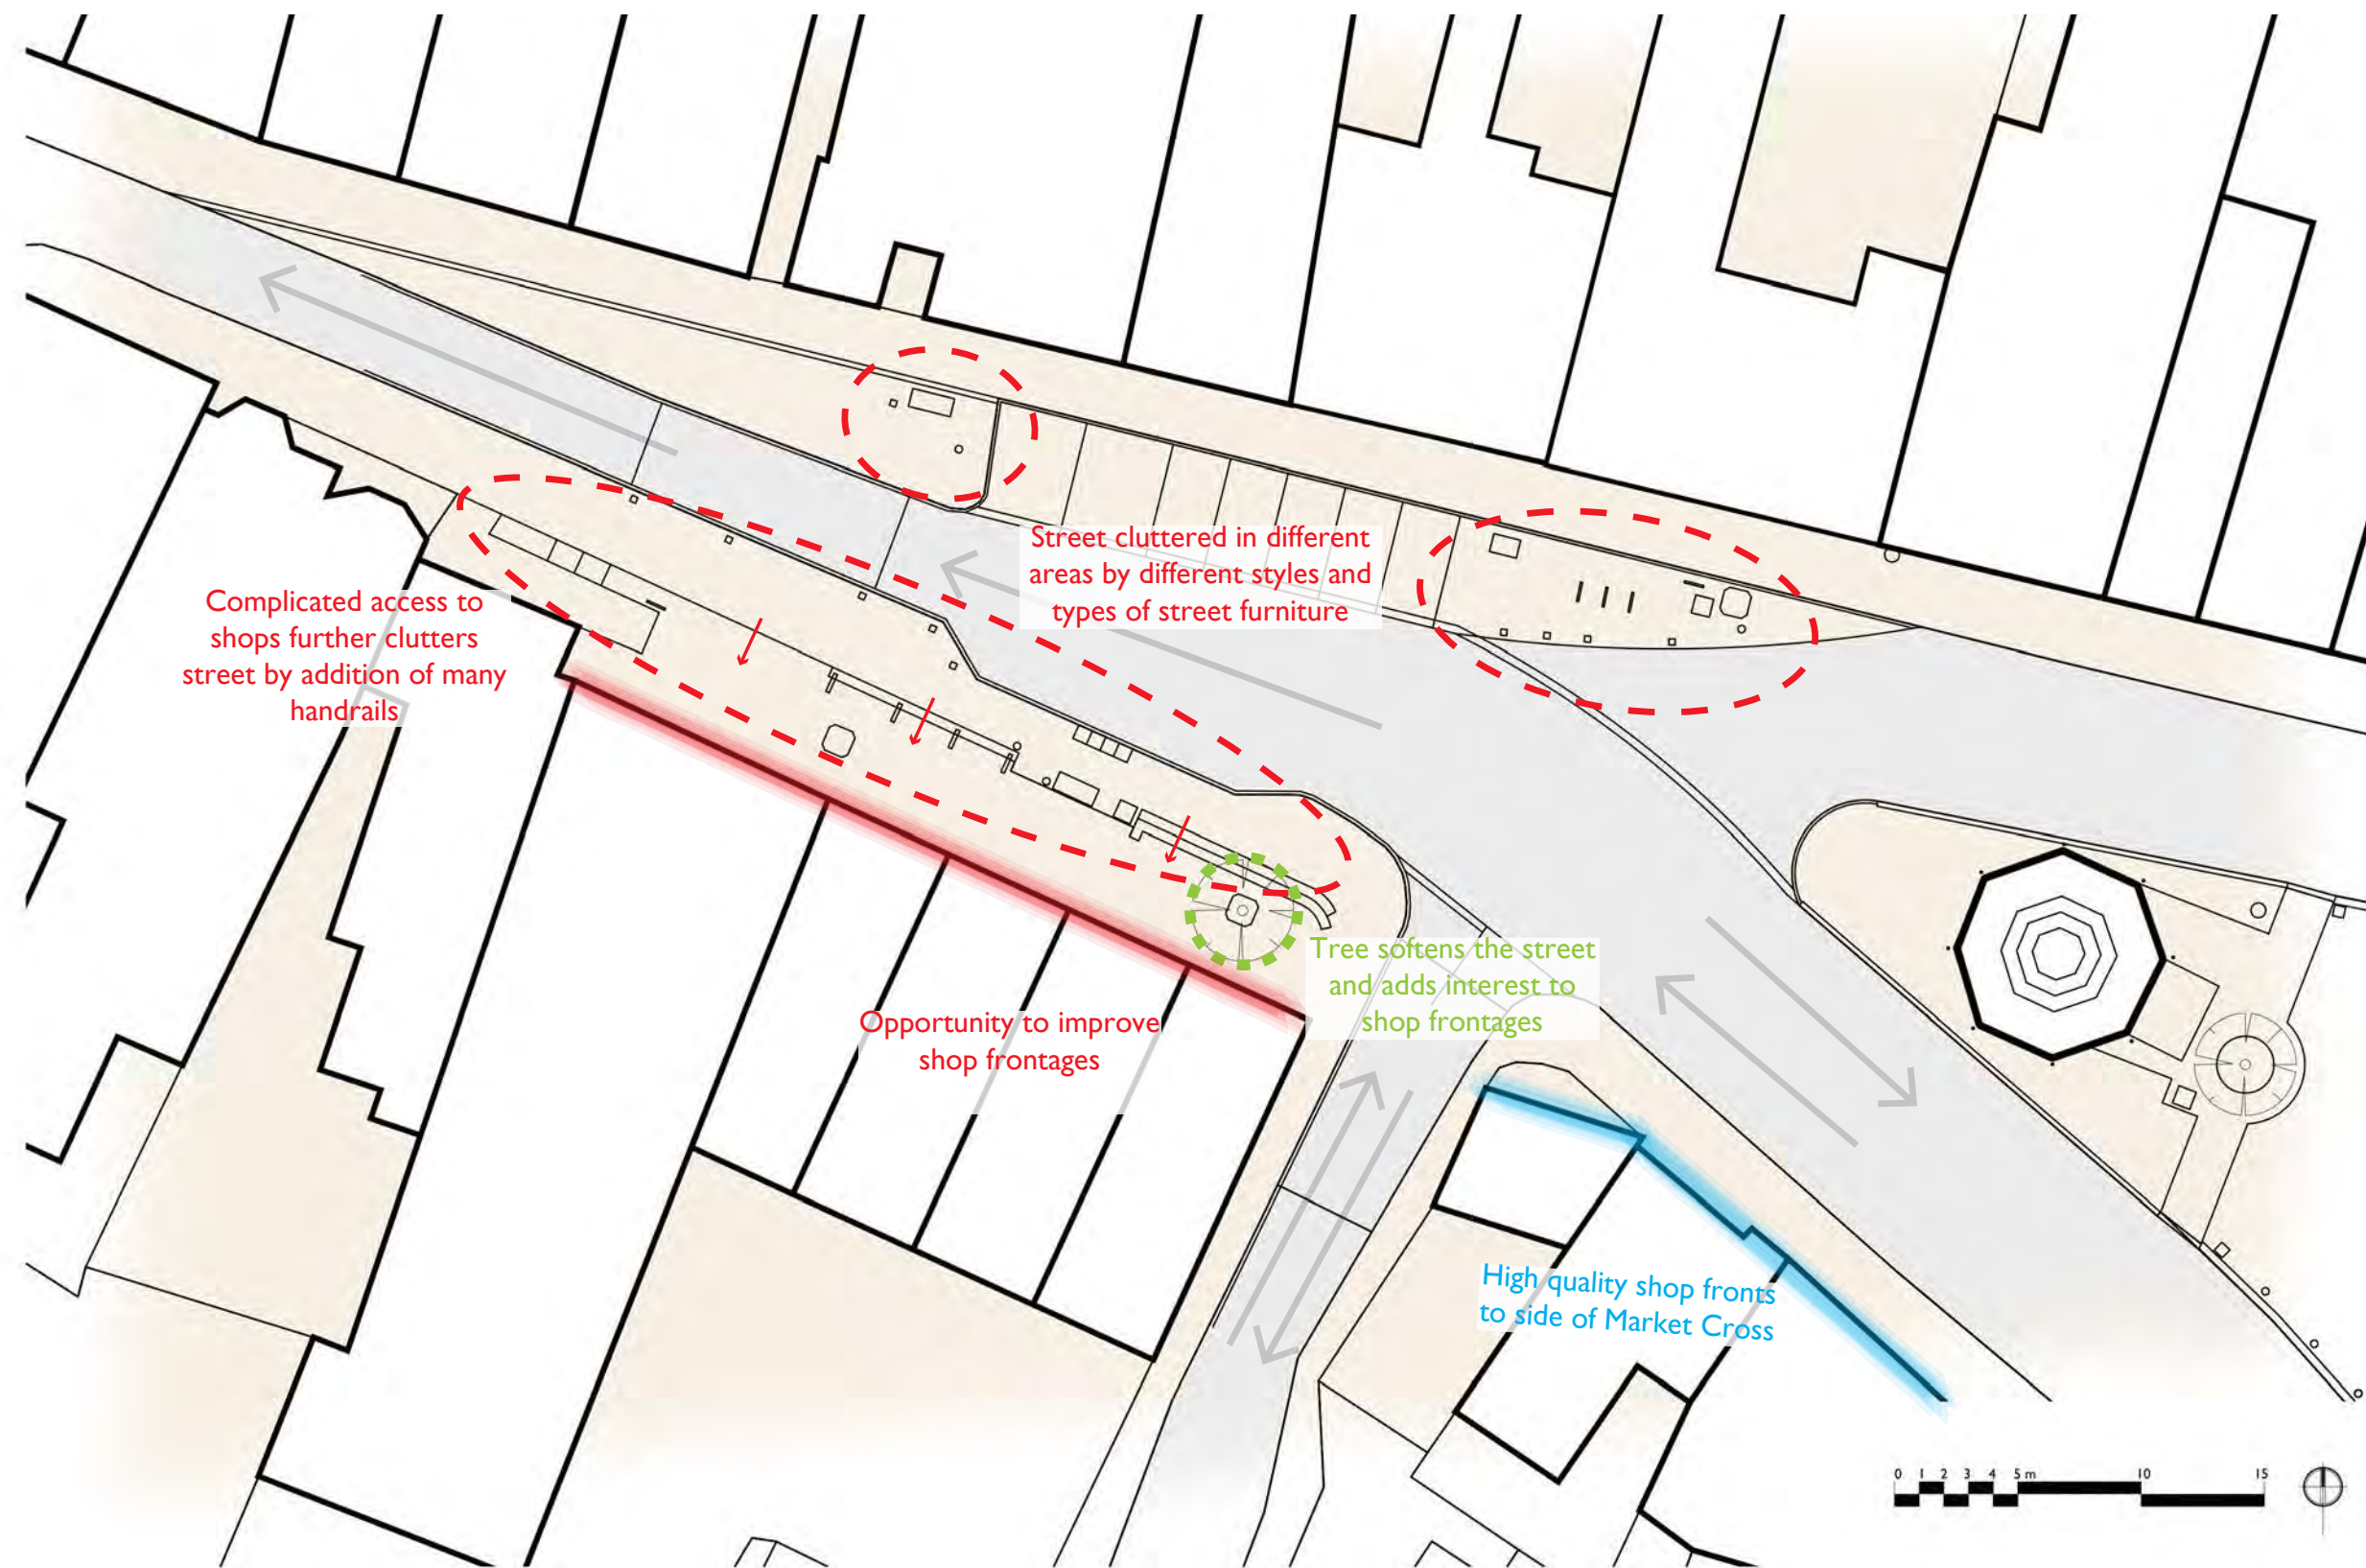 Street cluttered in different
areas by different styles and
types of street furniture
Complicated access to
shops further clutters
street by addition of many
handrails
Tree softens the street
and adds interest to
shop frontages
Opportunity to improve
shop frontages
High quality shop fronts
to side of Market Cross
0 1 2 3 4 5 m 10 15